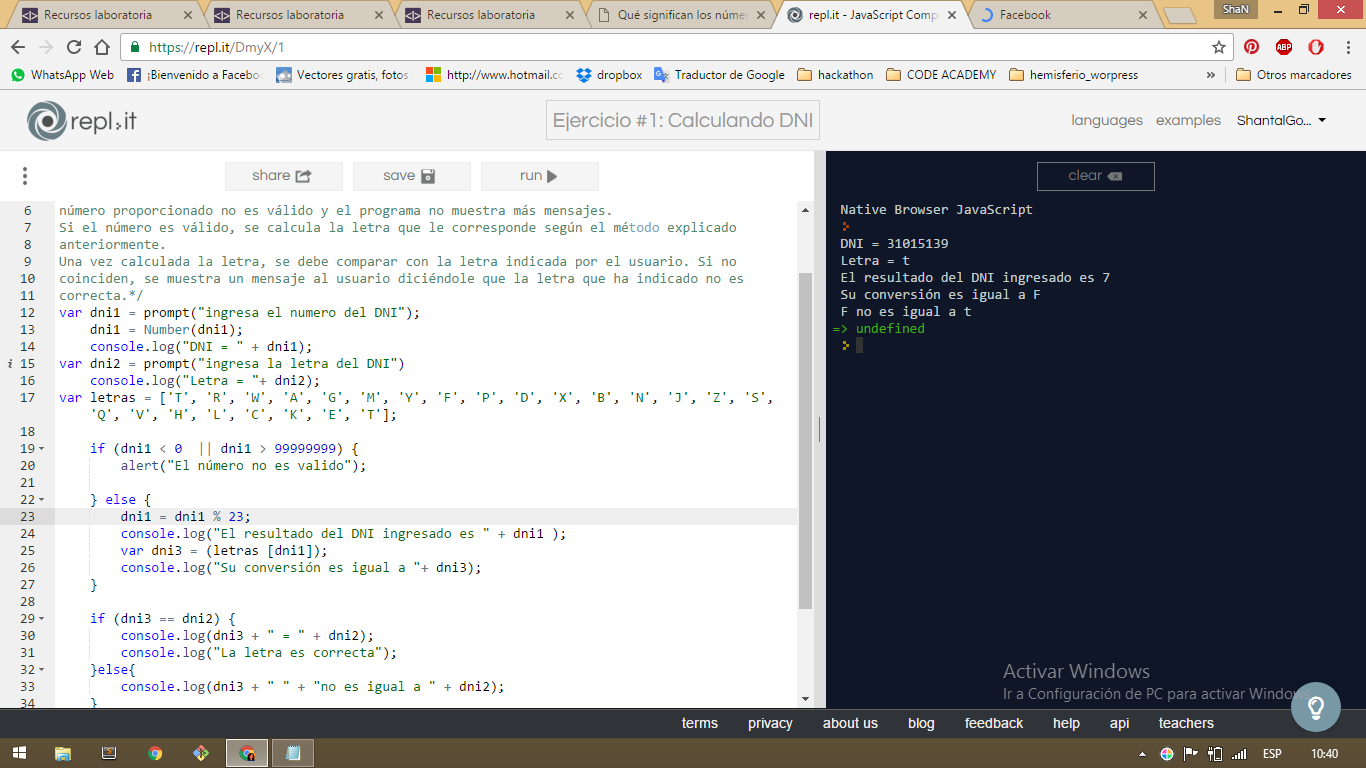 Recursos laboratoria
Recursos laboratoria
Recursos laboratoria
Qué significan los núme
repl.it - JavaScript Comp
Facebook
ShaN
https://repl.it/DmyX/1
ABP
WhatsApp Web
¡Bienvenido a Facebo
Vectores gratis, fotos
http://www.hotmail.c
dropbox
Traductor de Google
hackathon
CODE ACADEMY
hemisferio_worpress
»
Otros marcadores
repl.it
Ejercicio #1: Calculando DNI
languages
examples
ShantalGo...
share
save
run
clear
6 número proporcionado no es válido y el programa no muestra más mensajes.
7 Si el número es válido, se calcula la letra que le corresponde según el método explicado
8 anteriormente.
9 Una vez calculada la letra, se debe comparar con la letra indicada por el usuario. Si no
10 coinciden, se muestra un mensaje al usuario diciéndole que la letra que ha indicado no es
11 correcta.*/
12 var dni1 = prompt("ingresa el numero del DNI");
13 dni1 = Number(dni1);
14 console.log("DNI = " + dni1);
i 15 var dni2 = prompt("ingresa la letra del DNI")
16 console.log("Letra = "+ dni2);
17 var letras = ['T', 'R', 'W', 'A', 'G', 'M', 'Y', 'F', 'P', 'D', 'X', 'B', 'N', 'J', 'Z', 'S',
'Q', 'V', 'H', 'L', 'C', 'K', 'E', 'T'];
18
19 if (dni1 < 0 || dni1 > 99999999) {
20 alert("El número no es valido");
21
22 } else {
23 dni1 = dni1 % 23;
24 console.log("El resultado del DNI ingresado es " + dni1 );
25 var dni3 = (letras [dni1]);
26 console.log("Su conversión es igual a "+ dni3);
27 }
28
29 if (dni3 == dni2) {
30 console.log(dni3 + " = " + dni2);
31 console.log("La letra es correcta");
32 }else{
33 console.log(dni3 + " " + "no es igual a " + dni2);
34 }
Native Browser JavaScript
DNI = 31015139
Letra = t
El resultado del DNI ingresado es 7
Su conversión es igual a F
F no es igual a t
=> undefined
Activar Windows
Ir a Configuración de PC para activar Windows.
terms
privacy
about us
blog
feedback
help
api
teachers
ESP
10:40